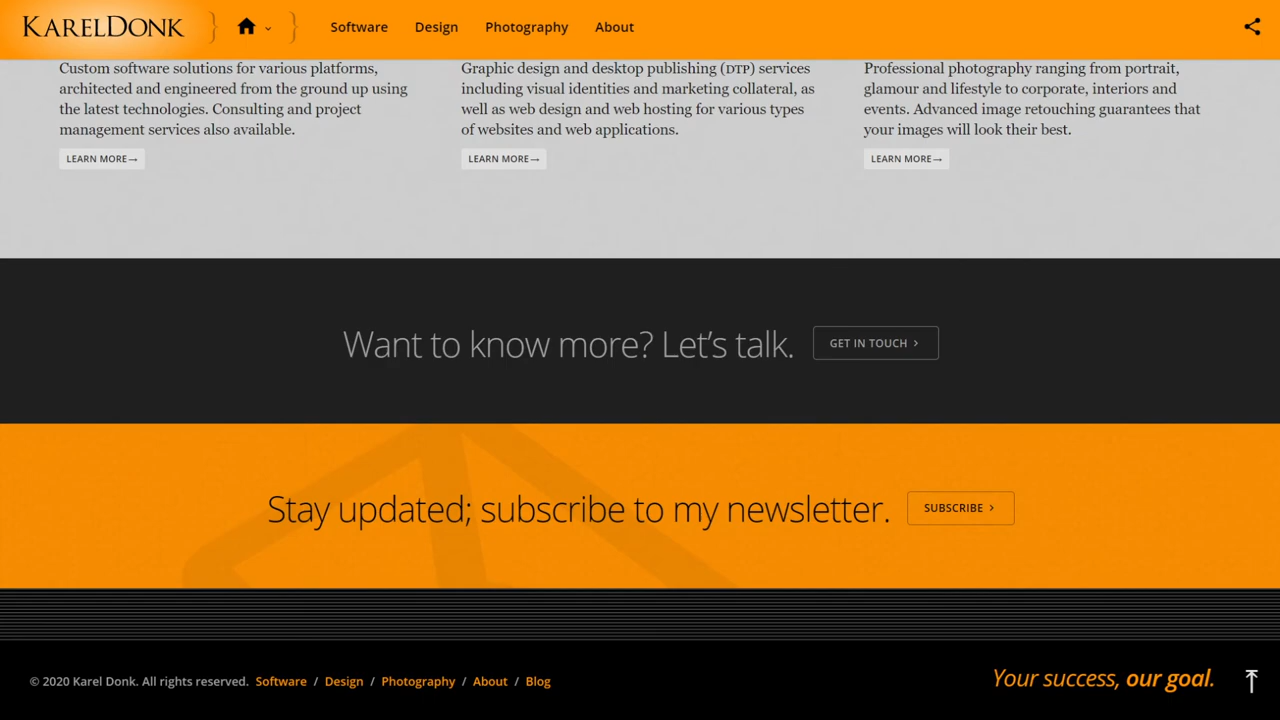 KARELDONK
Software
Design
Photography
About
Custom software solutions for various platforms,
architected and engineered from the ground up using
the latest technologies. Consulting and project
management services also available.
LEARN MORE→
Graphic design and desktop publishing (DTP) services
including visual identities and marketing collateral, as
well as web design and web hosting for various types
of websites and web applications.
LEARN MORE→
Professional photography ranging from portrait,
glamour and lifestyle to corporate, interiors and
events. Advanced image retouching guarantees that
your images will look their best.
LEARN MORE→
Want to know more? Let's talk.
GET IN TOUCH
Stay updated; subscribe to my newsletter.
SUBSCRIBE
© 2020 Karel Donk. All rights reserved. Software / Design / Photography / About / Blog
Your success, our goal.